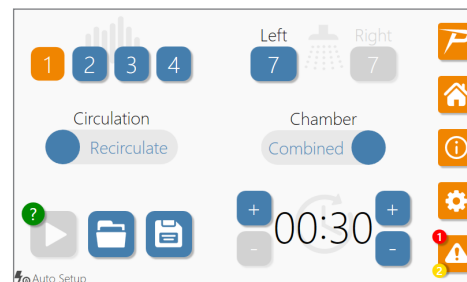 Left Right
1 2 3 4 7 7
Circulation Chamber
Recirculate Combined
? + 00:30 +
- -
1
2
Auto Setup